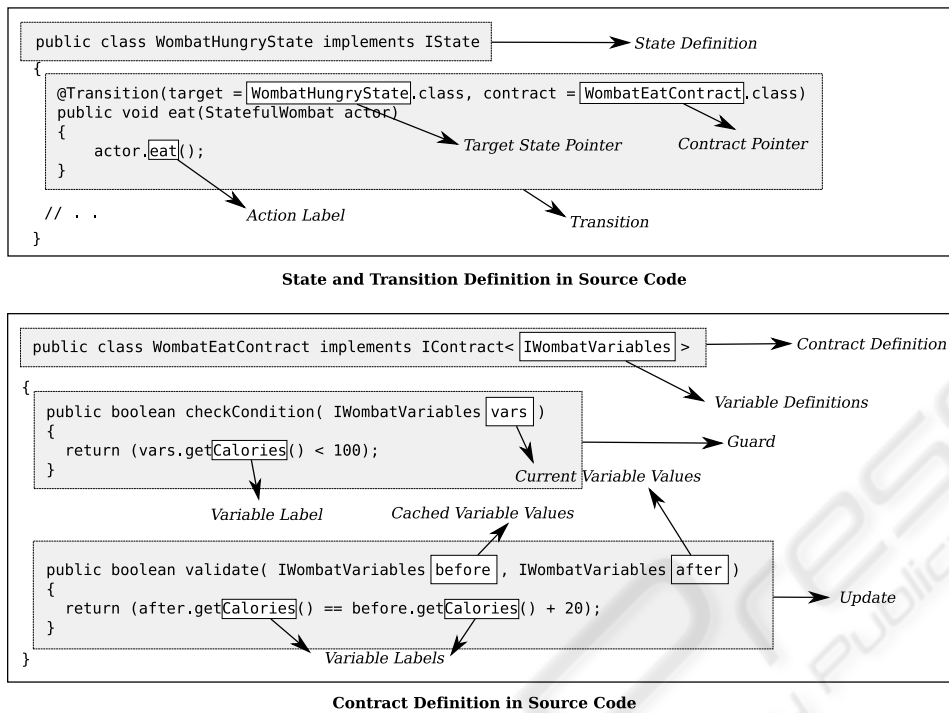 public class WombatHungryState implements IState
State Definition
{
@Transition(target = WombatHungryState.class, contract = WombatEatContract.class)
public void eat(StatefulWombat actor)
{
Target State Pointer
Contract Pointer
actor.eat();
}
Action Label
Transition
// . .
}
State and Transition Definition in Source Code
public class WombatEatContract implements IContract< IWombatVariables >
Contract Definition
{
Variable Definitions
public boolean checkCondition( IWombatVariables vars )
{
Guard
return (vars.getCalories() < 100);
}
Current Variable Values
Variable Label
Cached Variable Values
public boolean validate( IWombatVariables before , IWombatVariables after )
{
Update
return (after.getCalories() == before.getCalories() + 20);
}
Variable Labels
}
Contract Definition in Source Code